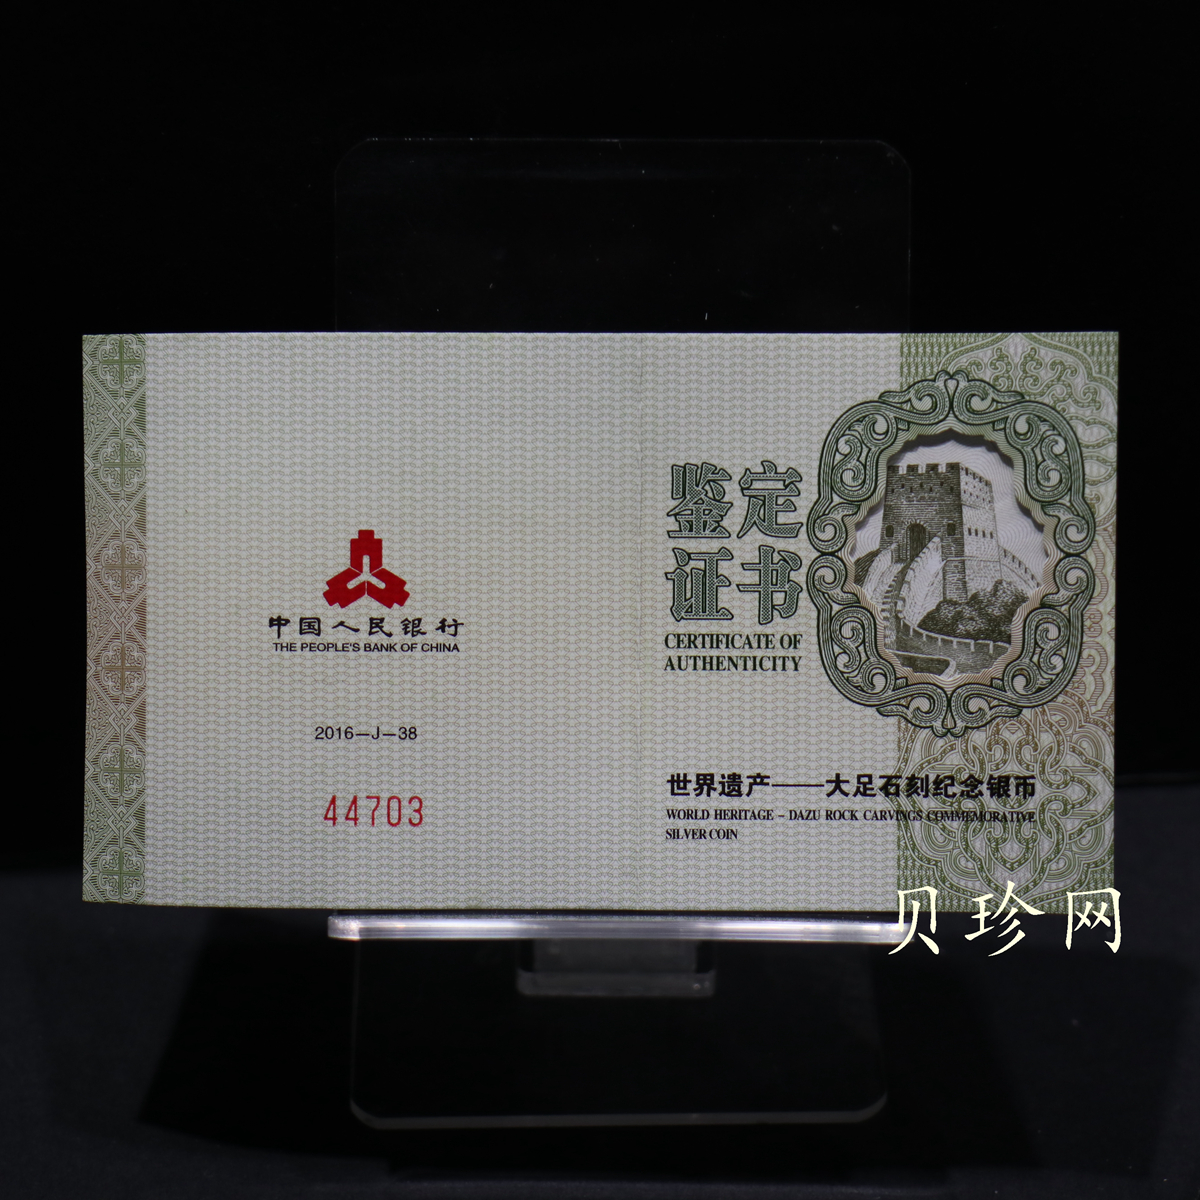 中国人民银行
THE PEOPLE'S BANK OF CHINA
2016—J—38
44703
鉴定
证书
CERTIFICATE OF
AUTHENTICITY
世界遗产——大足石刻纪念银币
WORLD HERITAGE – DAZU ROCK CARVINGS COMMEMORATIVE
SILVER COIN
贝珍网